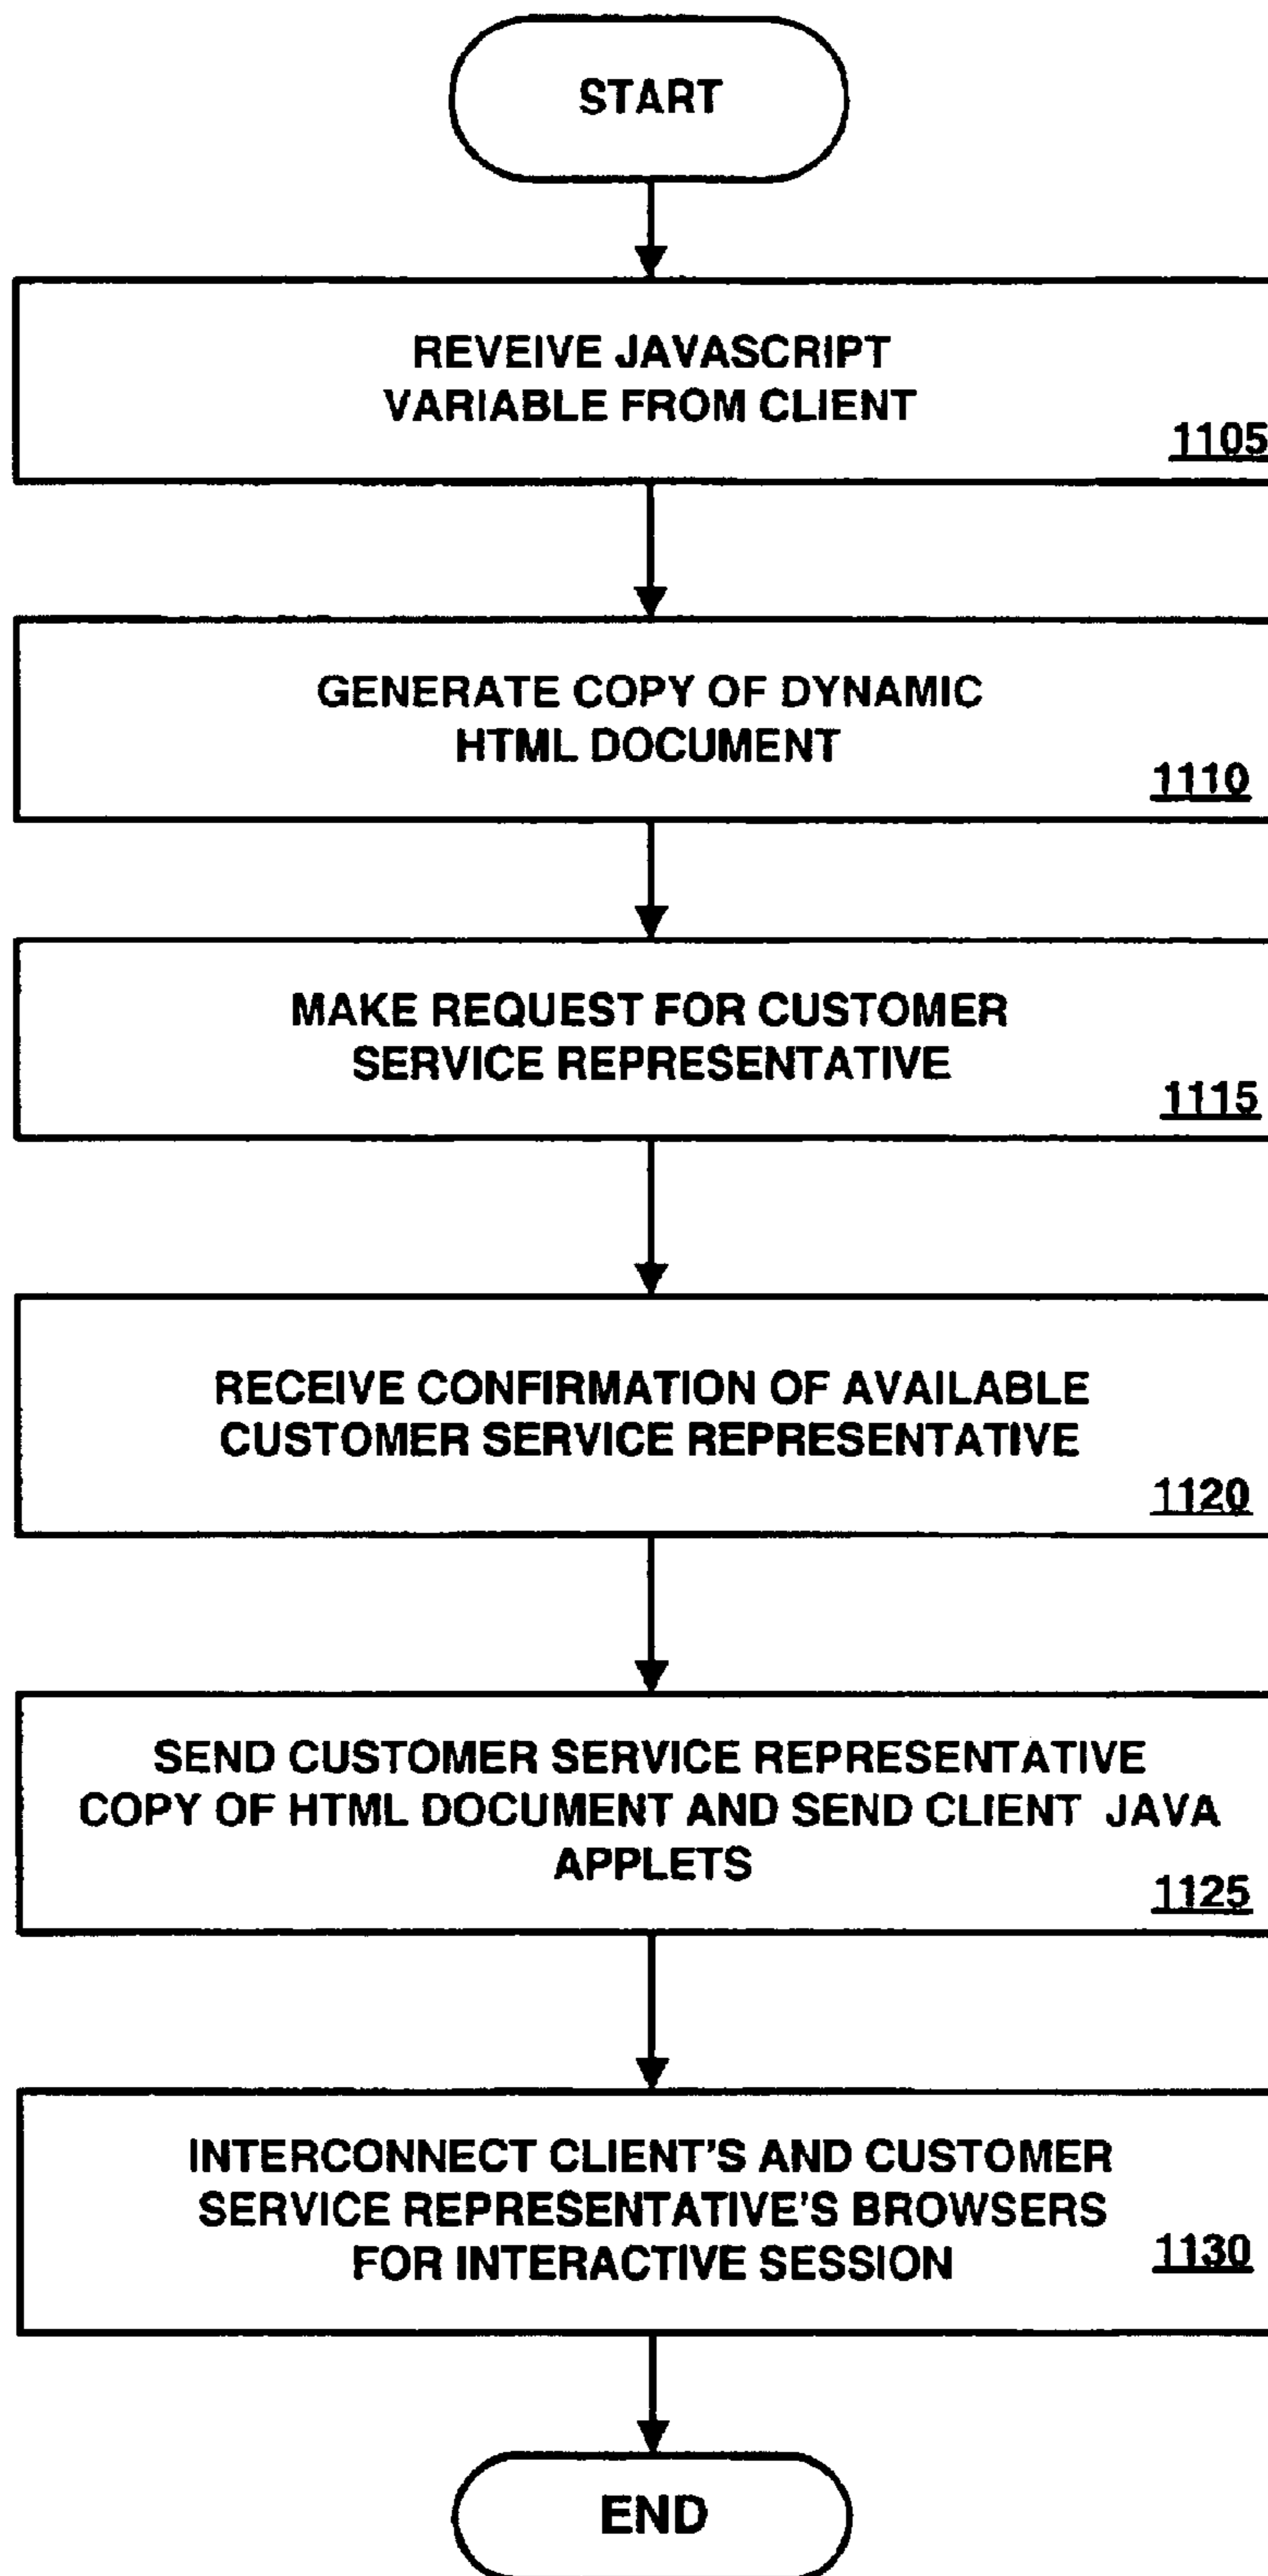 START
REVEIVE JAVASCRIPT
VARIABLE FROM CLIENT
1105
GENERATE COPY OF DYNAMIC
HTML DOCUMENT
1110
MAKE REQUEST FOR CUSTOMER
SERVICE REPRESENTATIVE
1115
RECEIVE CONFIRMATION OF AVAILABLE
CUSTOMER SERVICE REPRESENTATIVE
1120
SEND CUSTOMER SERVICE REPRESENTATIVE
COPY OF HTML DOCUMENT AND SEND CLIENT JAVA
APPLETS
1125
INTERCONNECT CLIENT'S AND CUSTOMER
SERVICE REPRESENTATIVE'S BROWSERS
FOR INTERACTIVE SESSION
1130
END